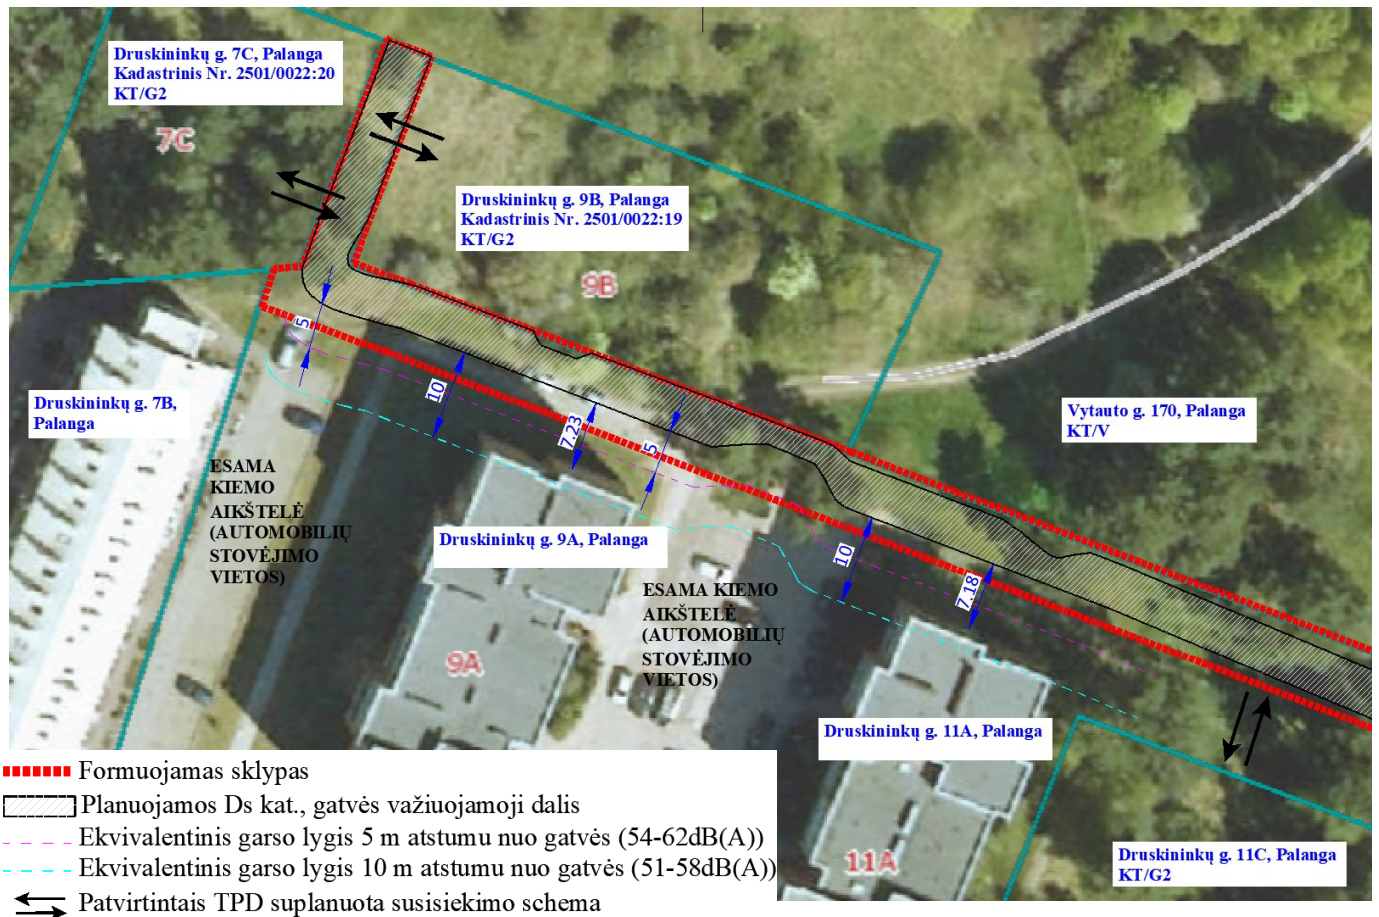 Druskininkų g. 7C, Palanga
Kadastrinis Nr. 2501/0022:20
KT/G2
7C
Druskininkų g. 9B, Palanga
Kadastrinis Nr. 2501/0022:19
KT/G2
9B
5
10
7.23
5
Druskininkų g. 7B,
Palanga
Vytauto g. 170, Palanga
KT/V
ESAMA
KIEMO
AIKŠTELĖ
(AUTOMOBILIŲ
STOVĖJIMO
VIETOS)
Druskininkų g. 9A, Palanga
10
7.18
ESAMA KIEMO
AIKŠTELĖ
(AUTOMOBILIŲ
STOVĖJIMO
VIETOS)
9A
Druskininkų g. 11A, Palanga
11A
Druskininkų g. 11C, Palanga
KT/G2
Formuojamas sklypas
Planuojamos Ds kat., gatvės važiuojamoji dalis
Ekvivalentinis garso lygis 5 m atstumu nuo gatvės (54-62dB(A))
Ekvivalentinis garso lygis 10 m atstumu nuo gatvės (51-58dB(A))
Patvirtintais TPD suplanuota susisiekimo schema